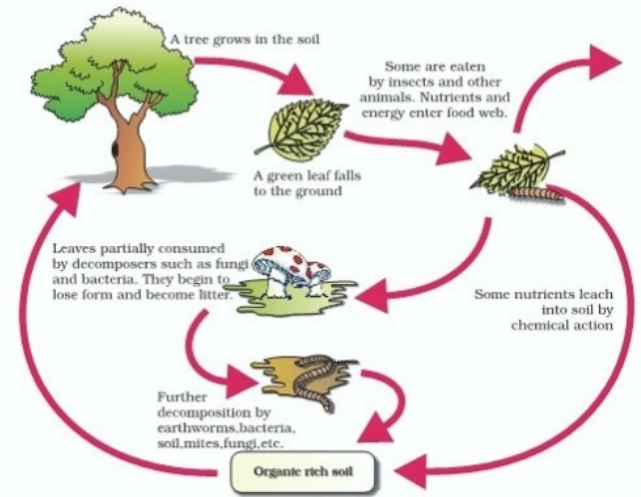 A tree grows in the soil
Some are eaten
by insects and other
animals. Nutrients and
energy enter food web.
A green leaf falls
to the ground
Leaves partially consumed
by decomposers such as fungi
and bacteria. They begin to
lose form and become litter.
Some nutrients leach
into soil by
chemical action
Further
decomposition by
earthworms,bacteria,
soil,mites,fungi,etc.
Organic rich soil